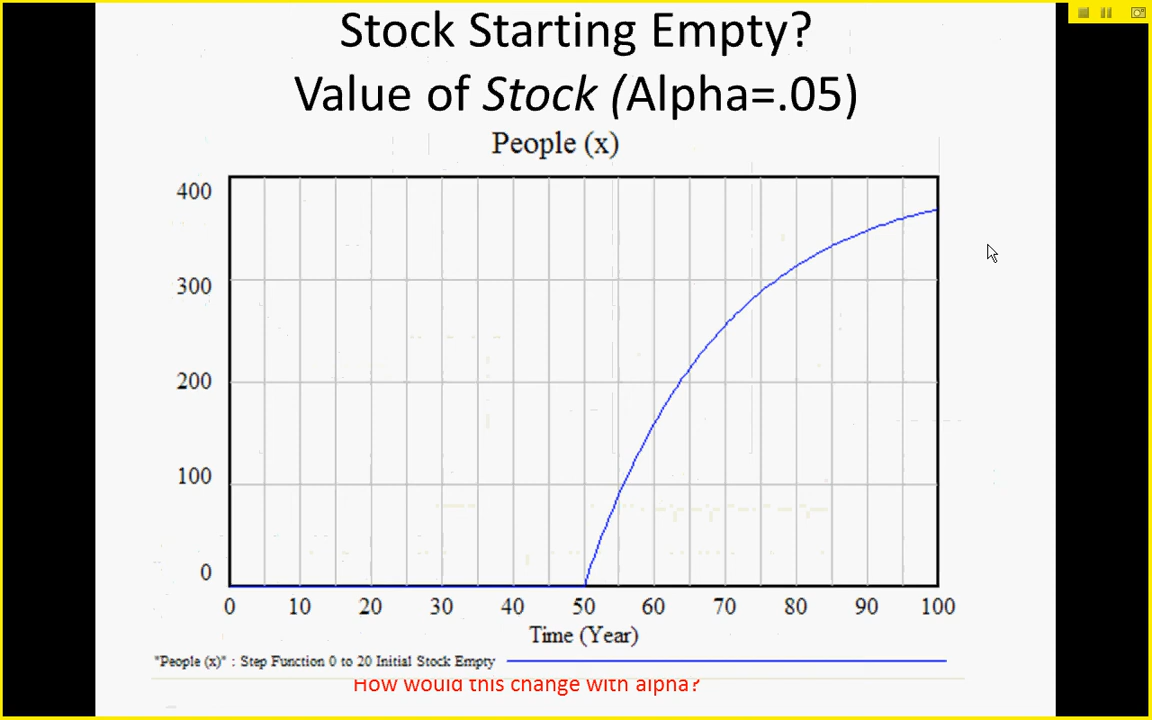 Stock Starting Empty?
Value of Stock (Alpha=.05)
People (x)
400
300
200
100
0
0 10 20 30 40 50 60 70 80 90 100
Time (Year)
"People (x)" : Step Function 0 to 20 Initial Stock Empty
How would this change with alpha?